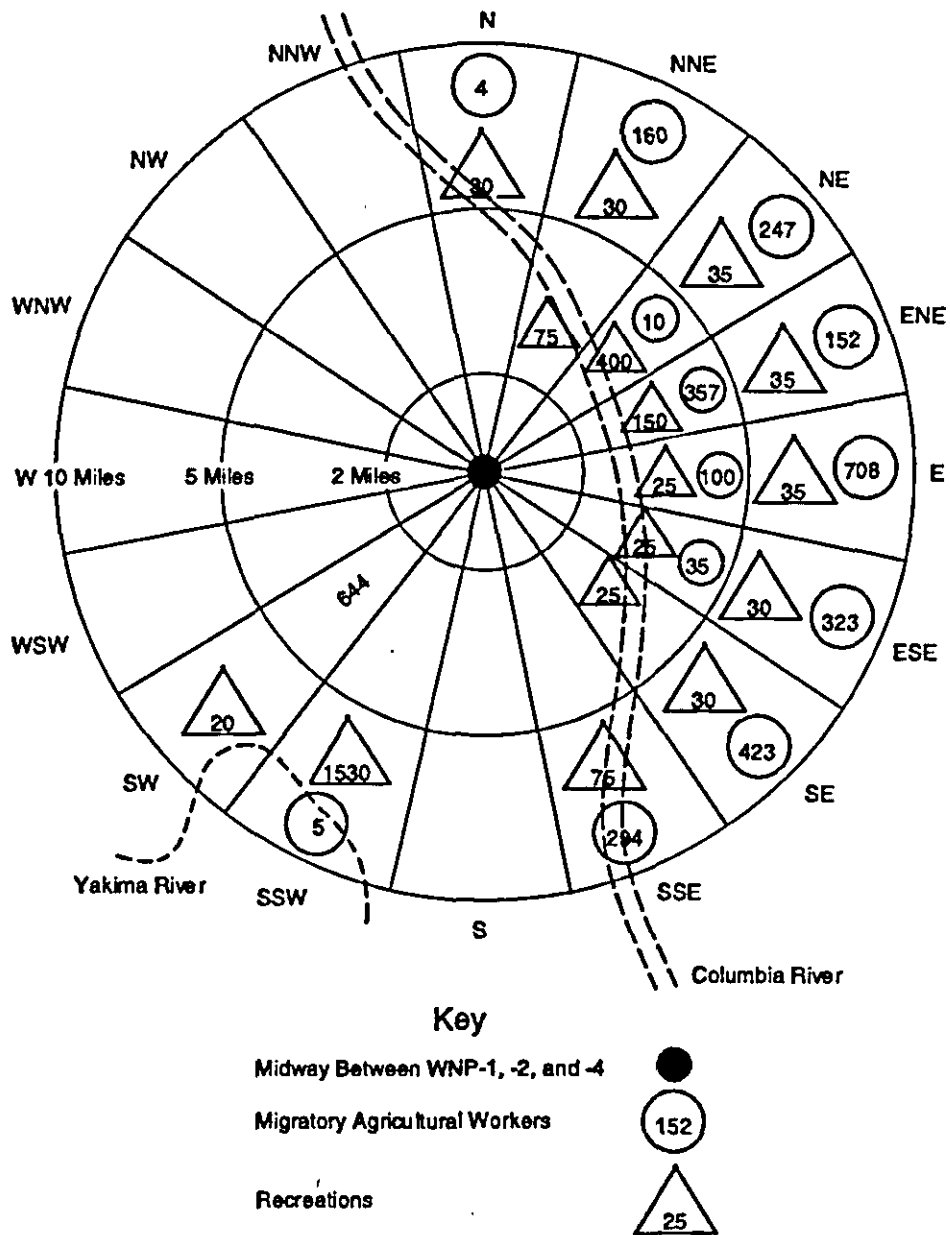 N
NNW
NNE
4
160
NW
30
30
NE
247
35
WNW
10
ENE
75
400
152
357
35
150
W 10 Miles
5 Miles
2 Miles
25
100
35
708
E
25
35
644
25
30
323
WSW
ESE
30
20
423
1530
75
SW
5
294
SE
Yakima River
SSW
SSE
S
Columbia River
Key
Midway Between WNP-1, -2, and -4
Migratory Agricultural Workers
152
Recreations
25